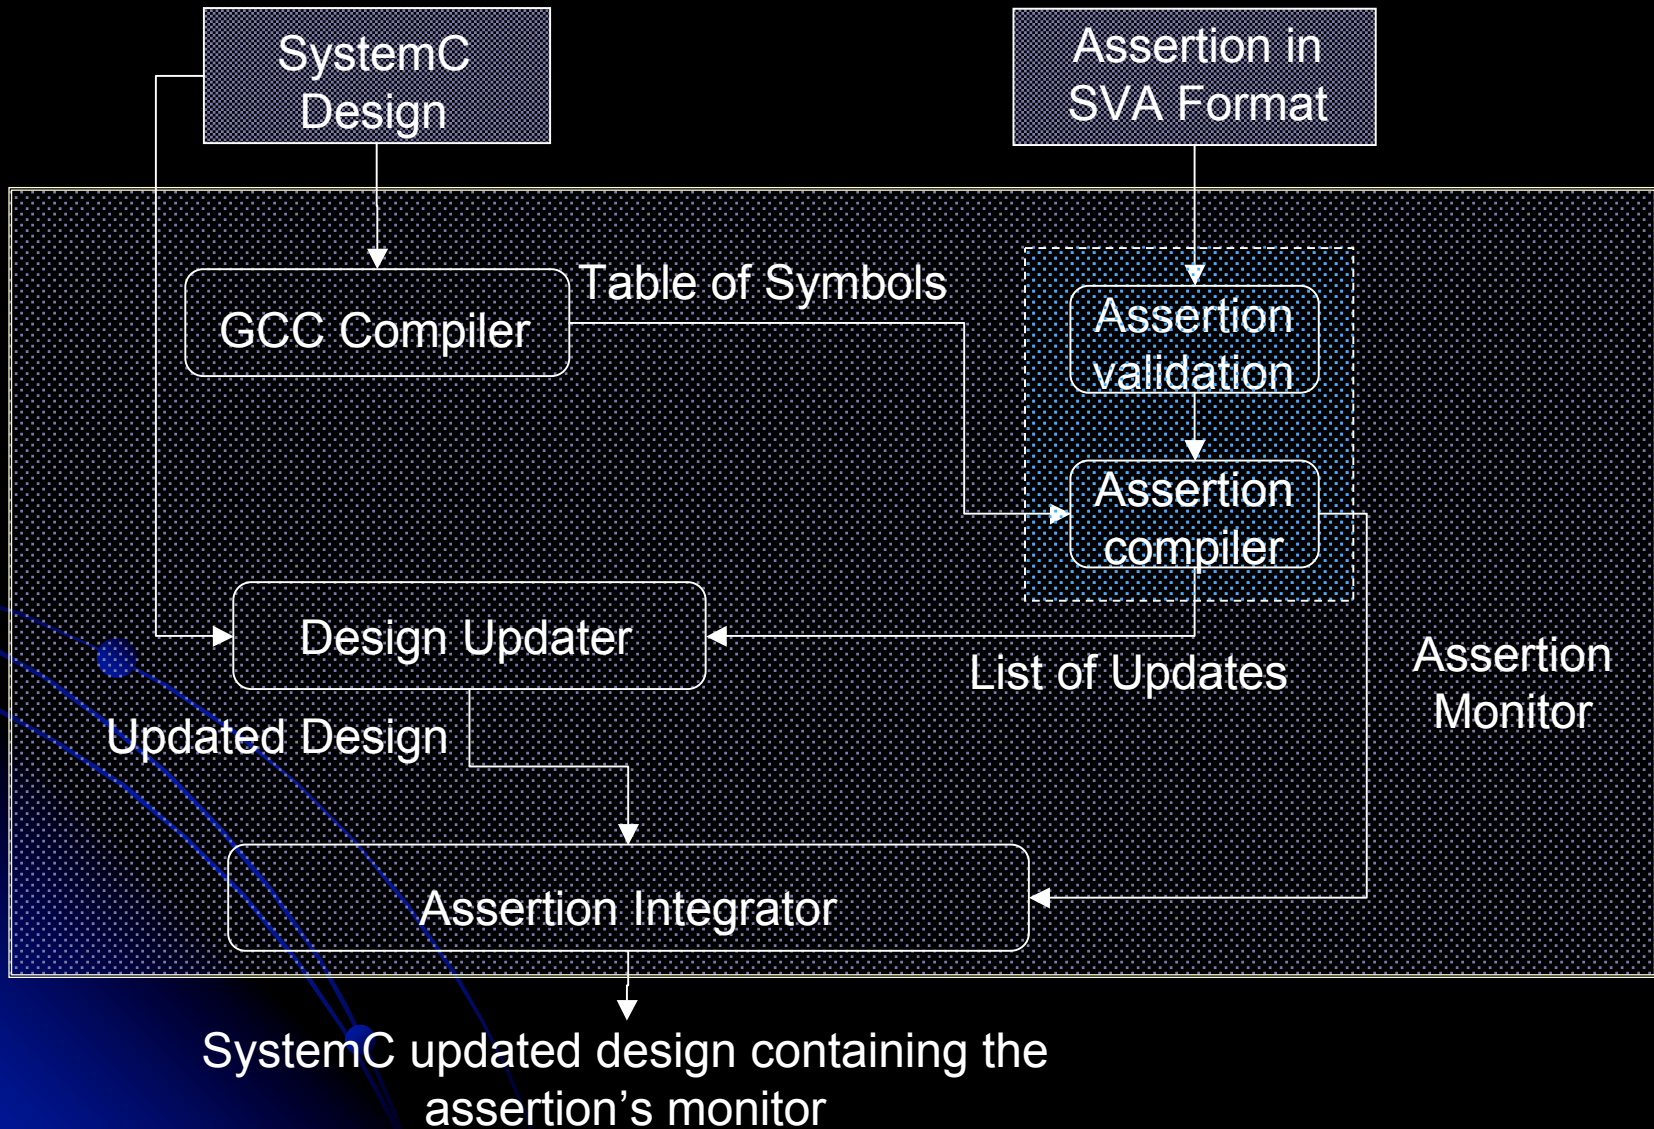 SystemC
Design
Assertion in
SVA Format
Table of Symbols
GCC Compiler
Assertion
validation
Assertion
compiler
Design Updater
List of Updates
Assertion
Monitor
Updated Design
Assertion Integrator
SystemC updated design containing the
assertion’s monitor